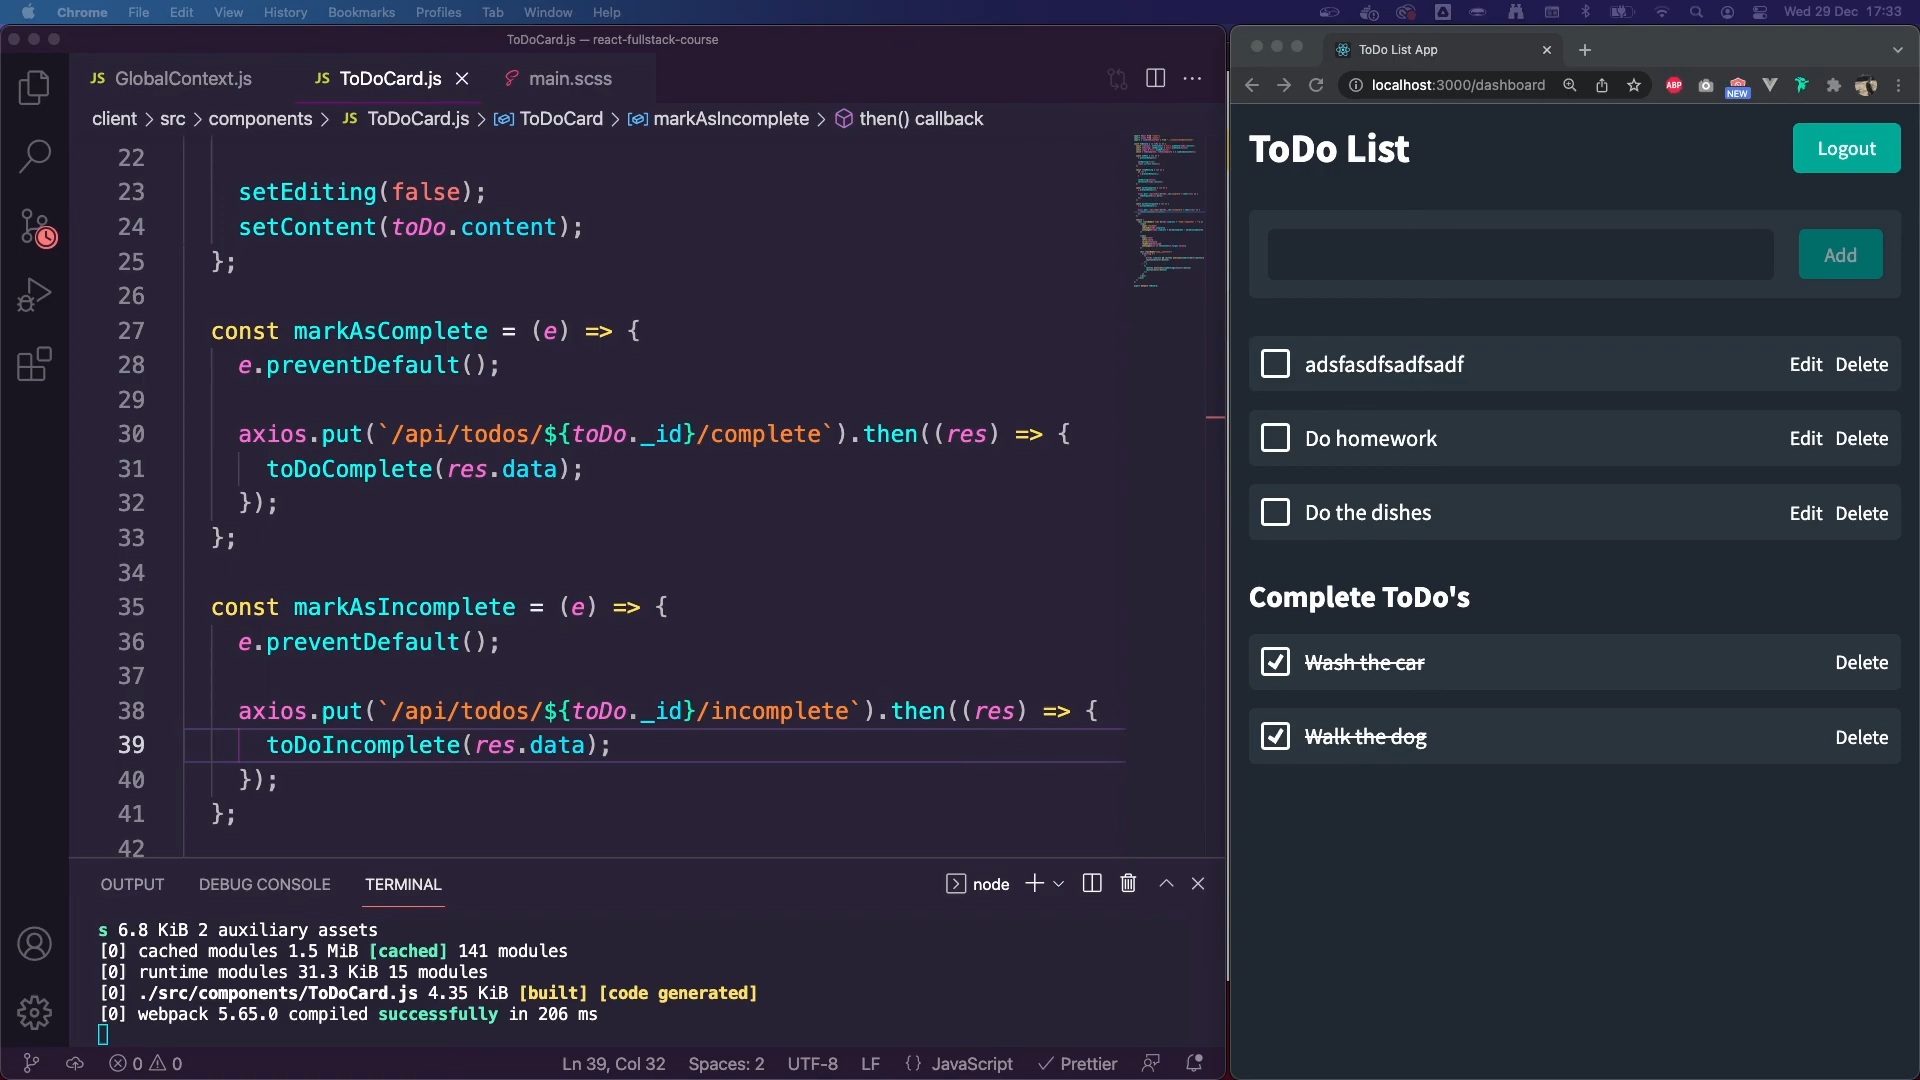 Chrome File Edit View History Bookmarks Profiles Tab Window Help Wed 29 Dec 17:33
ToDoCard.js — react-fullstack-course
JS GlobalContext.js JS ToDoCard.js main.scss
client > src > components > JS ToDoCard.js > ToDoCard > markAsIncomplete > then() callback
22
23 setEditing(false);
24 setContent(toDo.content);
25 };
26
27 const markAsComplete = (e) => {
28 e.preventDefault();
29
30 axios.put(`/api/todos/${toDo._id}/complete`).then((res) => {
31 toDoComplete(res.data);
32 });
33 };
34
35 const markAsIncomplete = (e) => {
36 e.preventDefault();
37
38 axios.put(`/api/todos/${toDo._id}/incomplete`).then((res) => {
39 toDoIncomplete(res.data);
40 });
41 };
42
OUTPUT DEBUG CONSOLE TERMINAL node
s 6.8 KiB 2 auxiliary assets
[0] cached modules 1.5 MiB [cached] 141 modules
[0] runtime modules 31.3 KiB 15 modules
[0] ./src/components/ToDoCard.js 4.35 KiB [built] [code generated]
[0] webpack 5.65.0 compiled successfully in 206 ms
0 0 Ln 39, Col 32 Spaces: 2 UTF-8 LF {} JavaScript Prettier
ToDo List App
localhost:3000/dashboard ABP NEW
ToDo List Logout
Add
adsfasdfsadfsadf Edit Delete
Do homework Edit Delete
Do the dishes Edit Delete
Complete ToDo's
Wash the car Delete
Walk the dog Delete